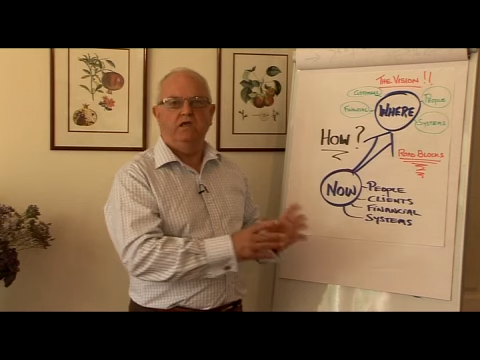 THE VISION !!
CUSTOMERS
PEOPLE
WHERE
FINANCIAL
SYSTEMS
HOW ?
ROAD BLOCKS
NOW
PEOPLE
CLIENTS
FINANCIAL
SYSTEMS